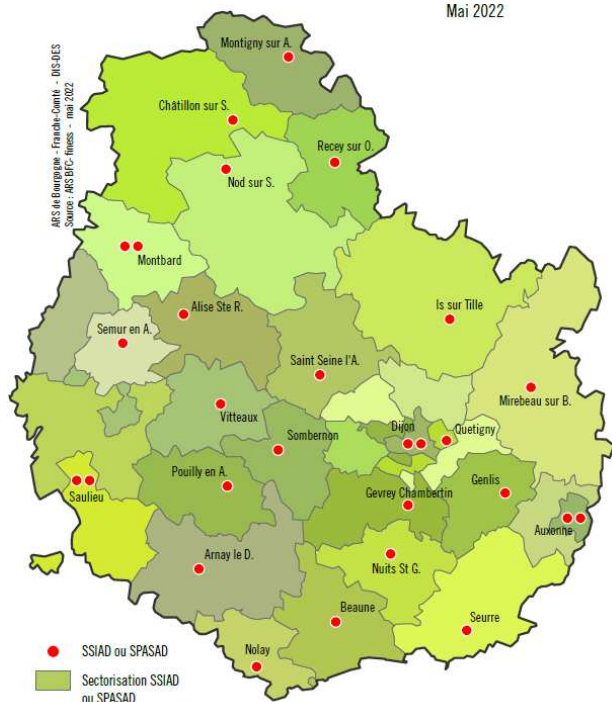 Mai 2022
ARS de Bourgogne - Franche-Comté - DIS-DES
Source : ARS BFC- finess - mai 2022
Montigny sur A.
Châtillon sur S.
Recey sur O.
Nod sur S.
Montbard
Is sur Tille
Alise Ste R.
Semur en A.
Saint Seine l'A.
Mirebeau sur B.
Vitteaux
Dijon
Quetigny
Sombernon
Pouilly en A.
Genlis
Saulieu
Gevrey Chambertin
Auxonne
Arnay le D.
Nuits St G.
Beaune
Seurre
Nolay
SSIAD ou SPASAD
Sectorisation SSIAD
ou SPASAD